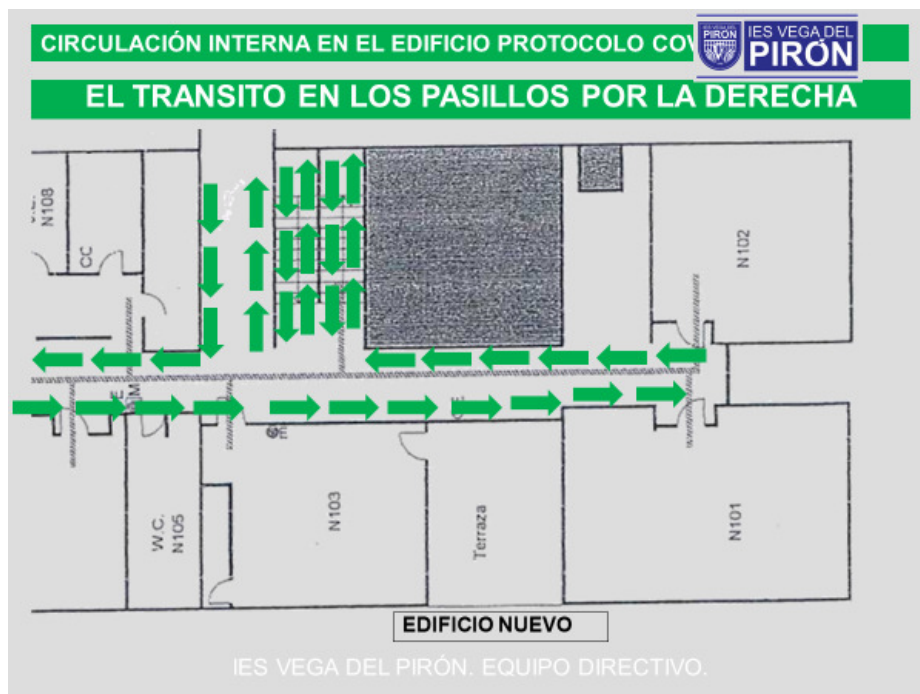 CIRCULACIÓN INTERNA EN EL EDIFICIO PROTOCOLO
IES VEGA DEL
PIRÓN
PIRÓN
EL TRANSITO EN LOS PASILLOS POR LA DERECHA
N108
CC
N102
W.C.
N105
N103
Terraza
N101
EDIFICIO NUEVO
IES VEGA DEL PIRÓN. EQUIPO DIRECTIVO.